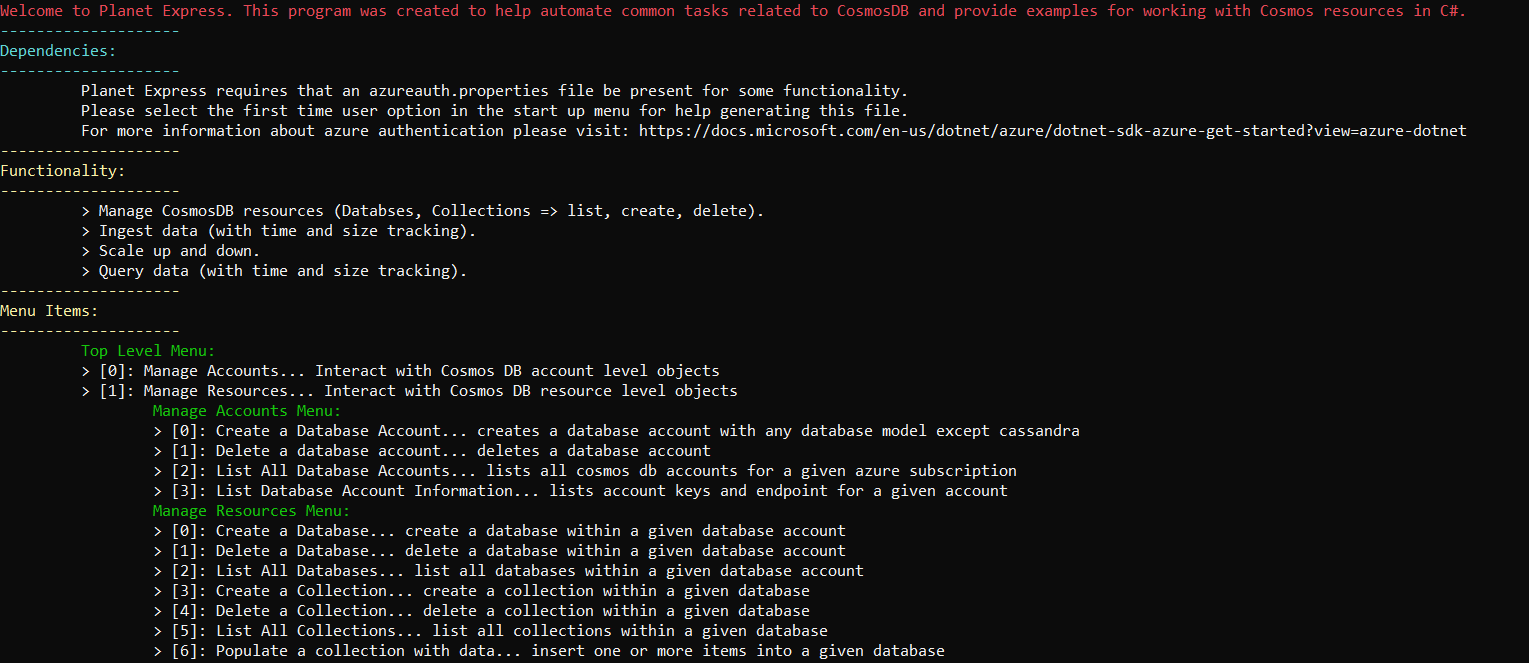 Welcome to Planet Express. This program was created to help automate common tasks related to CosmosDB and provide examples for working with Cosmos resources in C#.
--------------------
Dependencies:
--------------------
Planet Express requires that an azureauth.properties file be present for some functionality.
Please select the first time user option in the start up menu for help generating this file.
For more information about azure authentication please visit: https://docs.microsoft.com/en-us/dotnet/azure/dotnet-sdk-azure-get-started?view=azure-dotnet
--------------------
Functionality:
--------------------
> Manage CosmosDB resources (Databses, Collections => list, create, delete).
> Ingest data (with time and size tracking).
> Scale up and down.
> Query data (with time and size tracking).
--------------------
Menu Items:
--------------------
Top Level Menu:
> [0]: Manage Accounts... Interact with Cosmos DB account level objects
> [1]: Manage Resources... Interact with Cosmos DB resource level objects
Manage Accounts Menu:
> [0]: Create a Database Account... creates a database account with any database model except cassandra
> [1]: Delete a database account... deletes a database account
> [2]: List All Database Accounts... lists all cosmos db accounts for a given azure subscription
> [3]: List Database Account Information... lists account keys and endpoint for a given account
Manage Resources Menu:
> [0]: Create a Database... create a database within a given database account
> [1]: Delete a Database... delete a database within a given database account
> [2]: List All Databases... list all databases within a given database account
> [3]: Create a Collection... create a collection within a given database
> [4]: Delete a Collection... delete a collection within a given database
> [5]: List All Collections... list all collections within a given database
> [6]: Populate a collection with data... insert one or more items into a given database